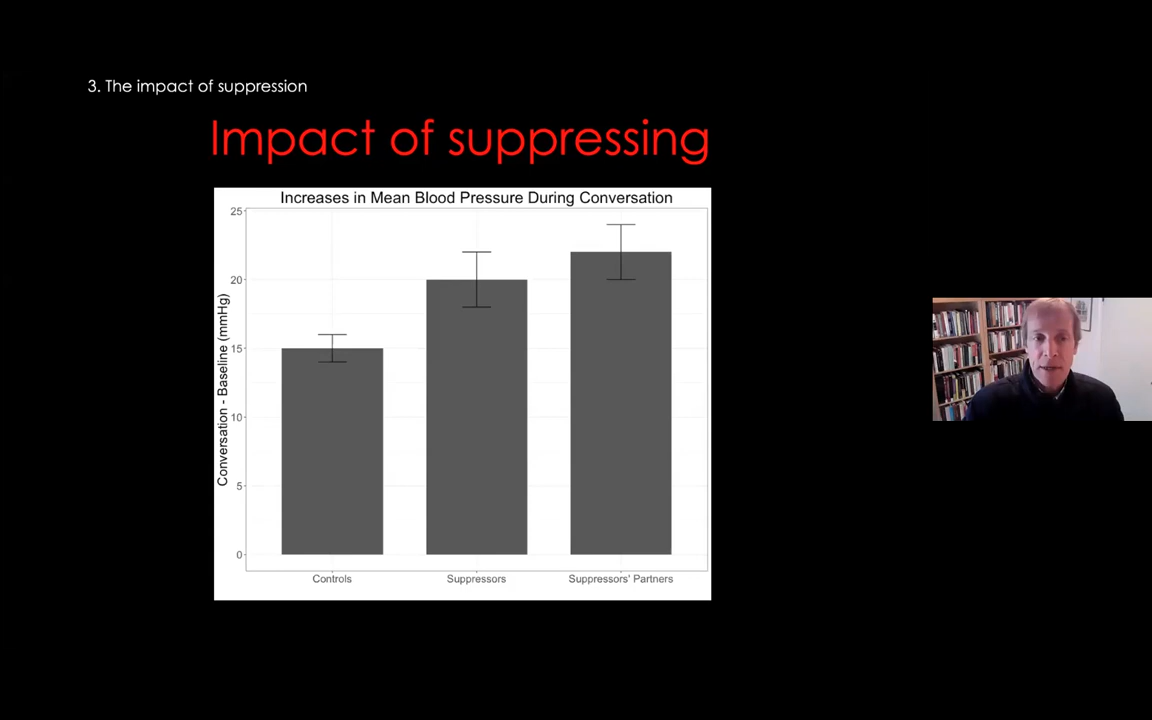 3. The impact of suppression
Impact of suppressing
Increases in Mean Blood Pressure During Conversation
Conversation - Baseline (mmHg)
25
20
15
10
5
0
Controls
Suppressors
Suppressors' Partners